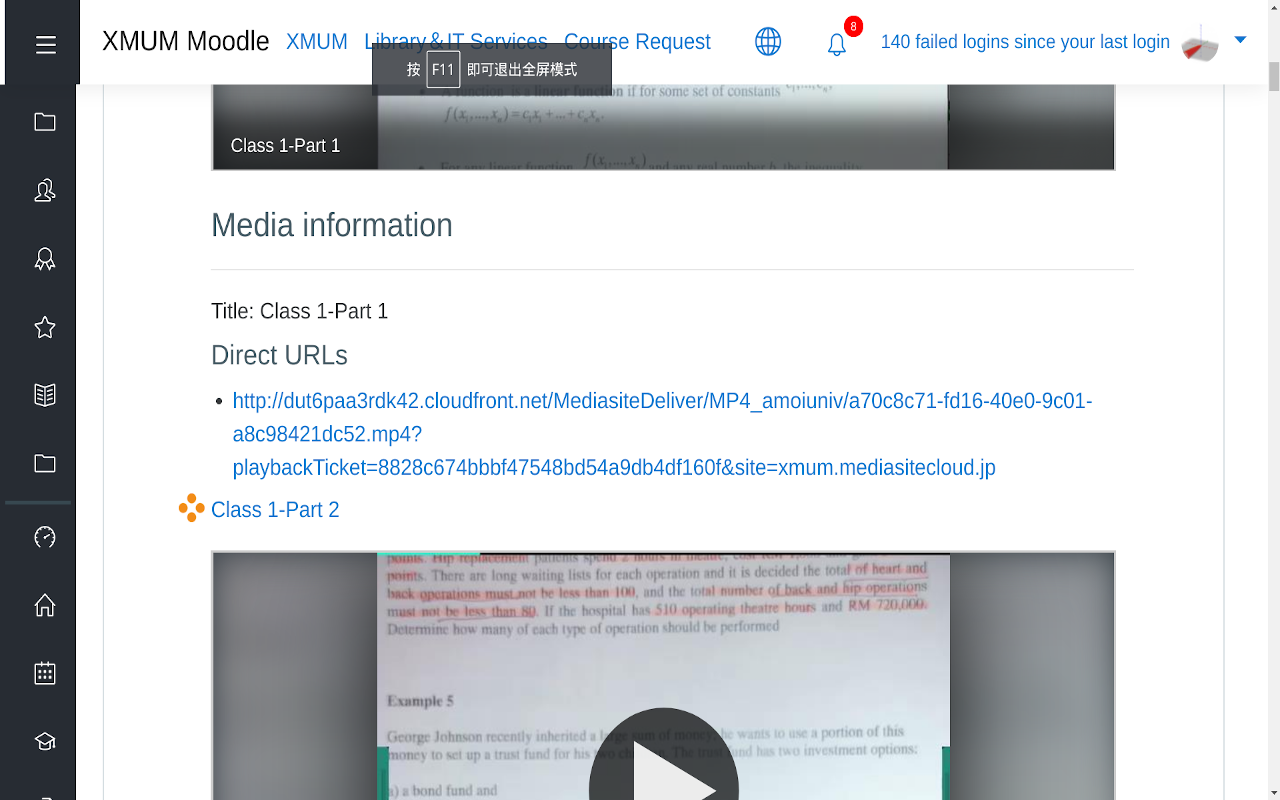 XMUM Moodle XMUM Library & IT Services Course Request 8 140 failed logins since your last login
按 F11 即可退出全屏模式
A function is a linear function if for some set of constants
f(x₁,...,xₙ) = c₁x₁ + ... + cₙxₙ.
Class 1-Part 1
For any linear function f(x₁,...,xₙ) and any real number b, the inequality
Media information
Title: Class 1-Part 1
Direct URLs
http://dut6paa3rdk42.cloudfront.net/MediasiteDeliver/MP4_amoiuniv/a70c8c71-fd16-40e0-9c01-
a8c98421dc52.mp4?
playbackTicket=8828c674bbbf47548bd54a9db4df160f&site=xmum.mediasitecloud.jp
Class 1-Part 2
points. Hip replacement patients spend 2 hours in theatre, cost RM
points. There are long waiting lists for each operation and it is decided the total of heart and
back operations must not be less than 100, and the total number of back and hip operations
must not be less than 80. If the hospital has 510 operating theatre hours and RM 720,000.
Determine how many of each type of operation should be performed
Example 5
George Johnson recently inherited a large sum of money; he wants to use a portion of this
money to set up a trust fund for his two The trust fund has two investment options:
a) a bond fund and